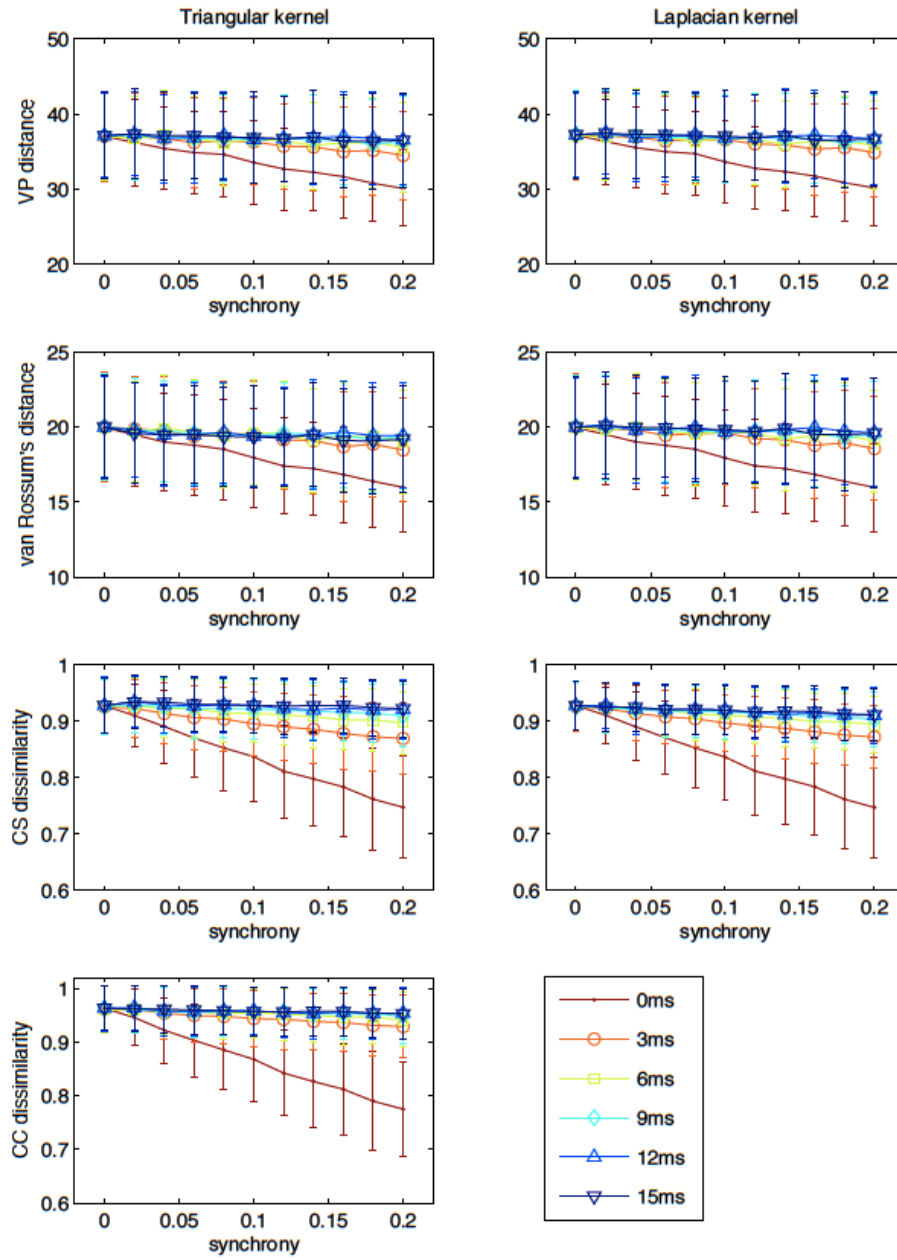 Triangular kernel
Laplacian kernel
50
40
30
20
VP distance
0 0.05 0.1 0.15 0.2
synchrony
50
40
30
20
0 0.05 0.1 0.15 0.2
synchrony
25
20
15
10
van Rossum's distance
0 0.05 0.1 0.15 0.2
synchrony
25
20
15
10
0 0.05 0.1 0.15 0.2
synchrony
1
0.9
0.8
0.7
0.6
CS dissimilarity
0 0.05 0.1 0.15 0.2
synchrony
1
0.9
0.8
0.7
0.6
0 0.05 0.1 0.15 0.2
synchrony
1
0.9
0.8
0.7
0.6
CC dissimilarity
0 0.05 0.1 0.15 0.2
synchrony
0ms
3ms
6ms
9ms
12ms
15ms